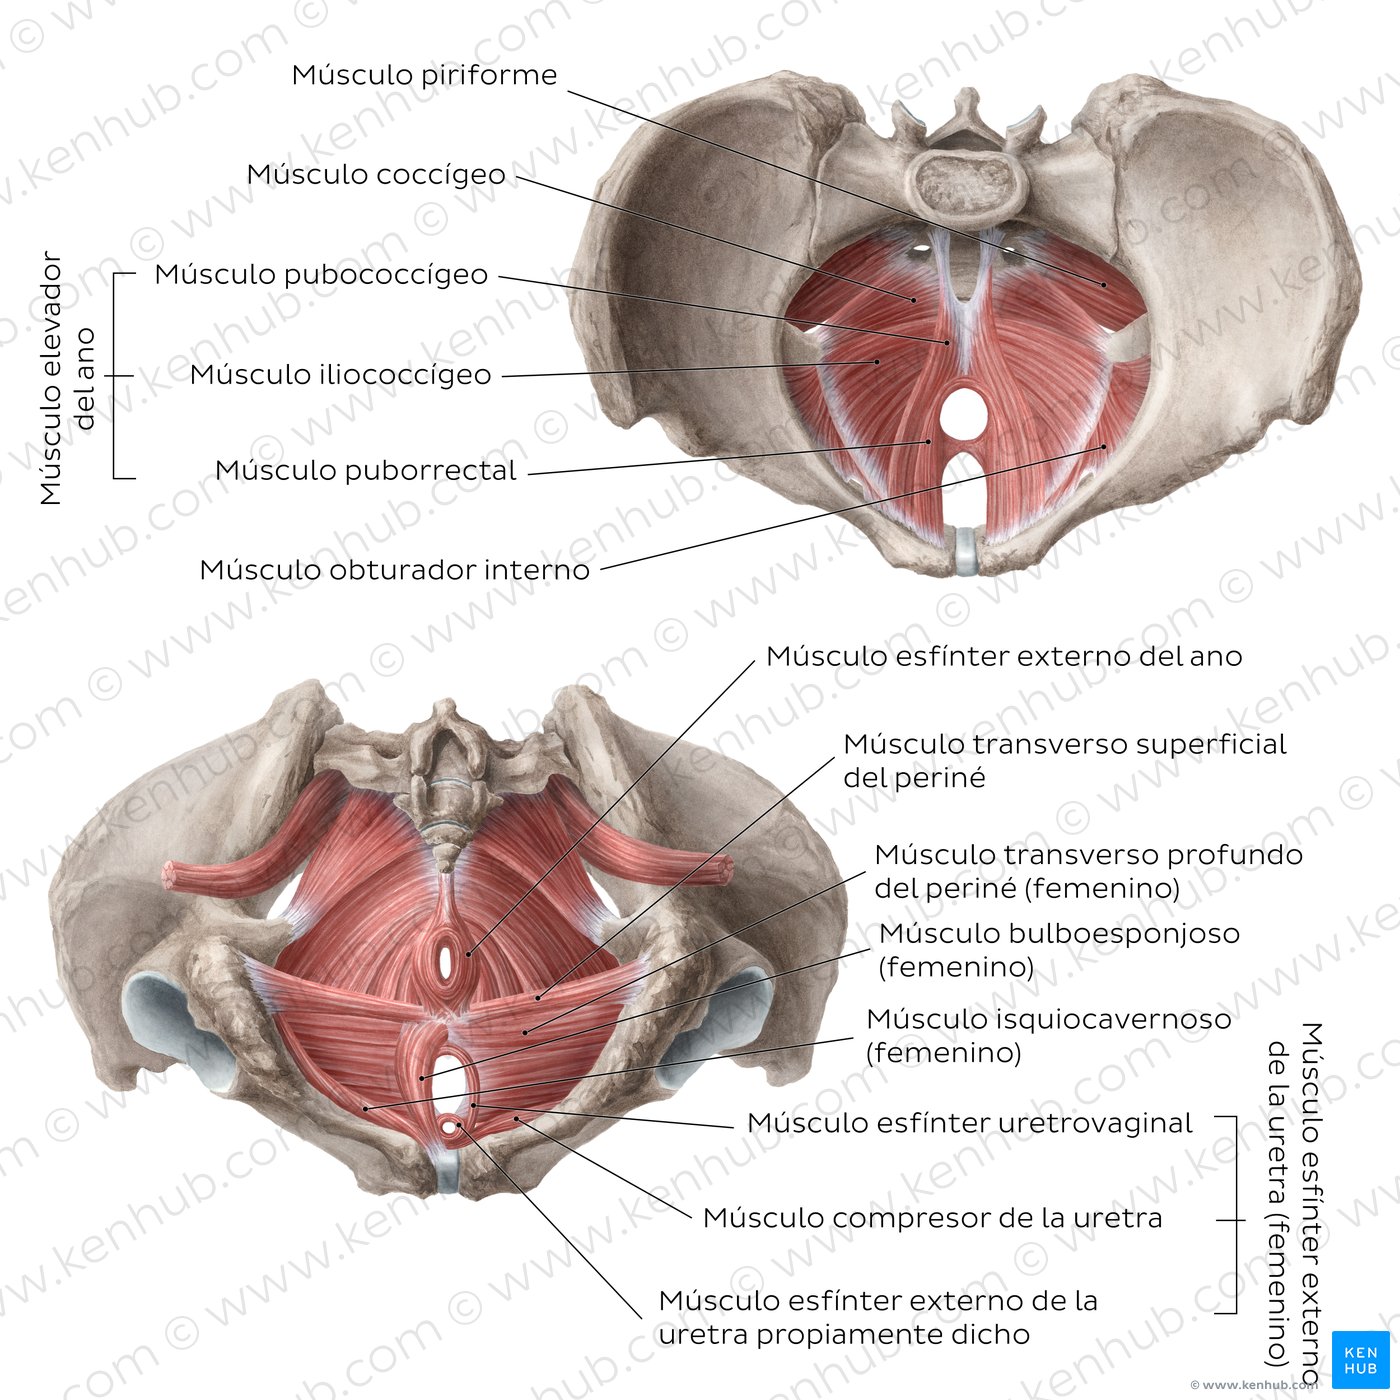 Músculo piriforme
Músculo coccígeo
Músculo elevador
del ano
Músculo pubococcígeo
Músculo iliococcígeo
Músculo puborrectal
Músculo obturador interno
Músculo esfínter externo del ano
Músculo transverso superficial
del periné
Músculo transverso profundo
del periné (femenino)
Músculo bulboesponjoso
(femenino)
Músculo isquiocavernoso
(femenino)
Músculo esfínter uretrovaginal
Músculo compresor de la uretra
Músculo esfínter externo de la
uretra propiamente dicho
Músculo esfínter externo
de la uretra (femenino)
KEN
HUB
© www.kenhub.com